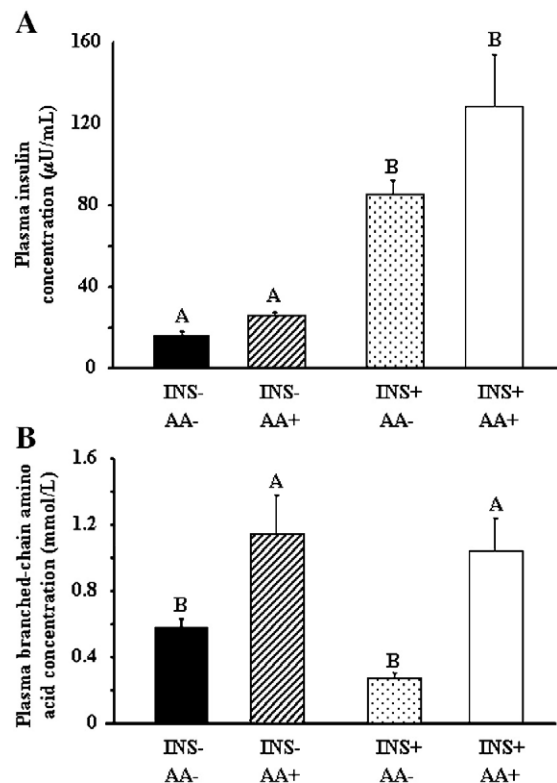 A
Plasma insulin
concentration (µU/mL)
160
120
80
40
0
A
A
B
B
INS- INS- INS+ INS+
AA- AA+ AA- AA+
B
Plasma branched-chain amino
acid concentration (mmol/L)
1.6
1.2
0.8
0.4
0
B
A
B
A
INS- INS- INS+ INS+
AA- AA+ AA- AA+